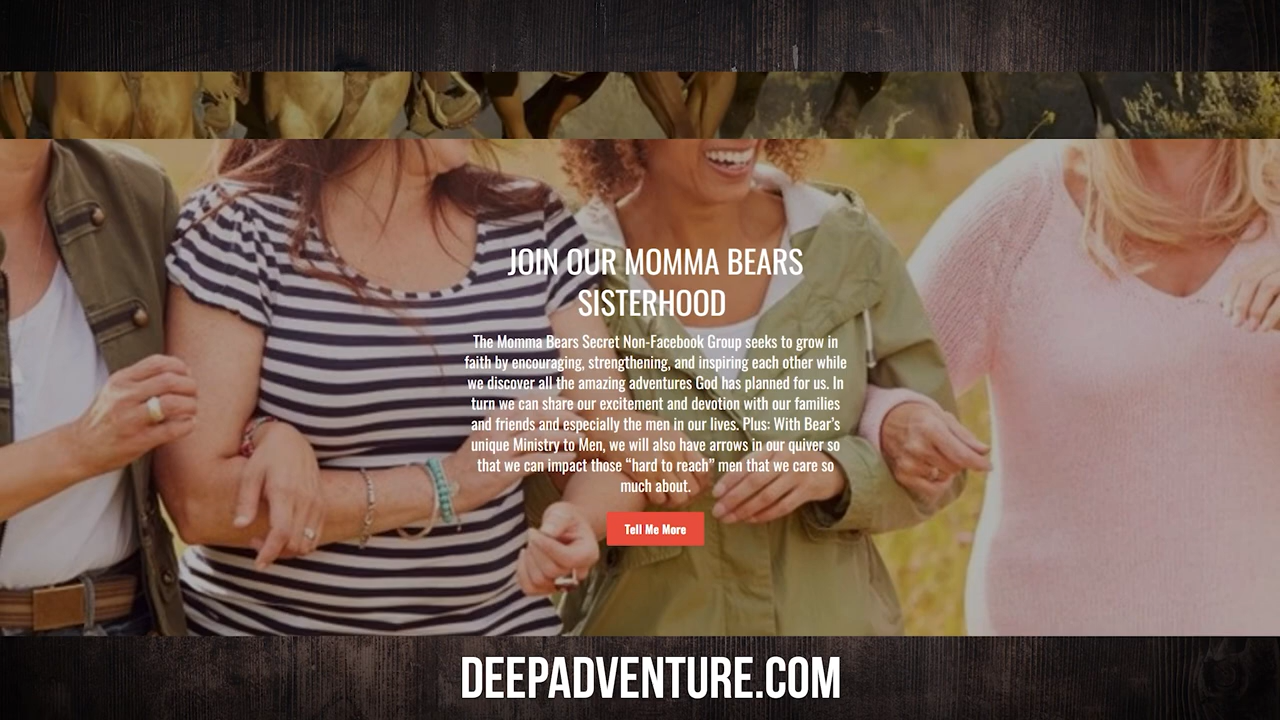 JOIN OUR MOMMA BEARS
SISTERHOOD
The Momma Bears Secret Non-Facebook Group seeks to grow in
faith by encouraging, strengthening, and inspiring each other while
we discover all the amazing adventures God has planned for us. In
turn we can share our excitement and devotion with our families
and friends and especially the men in our lives. Plus: With Bear’s
unique Ministry to Men, we will also have arrows in our quiver so
that we can impact those “hard to reach” men that we care so
much about.
Tell Me More
DEEPADVENTURE.COM